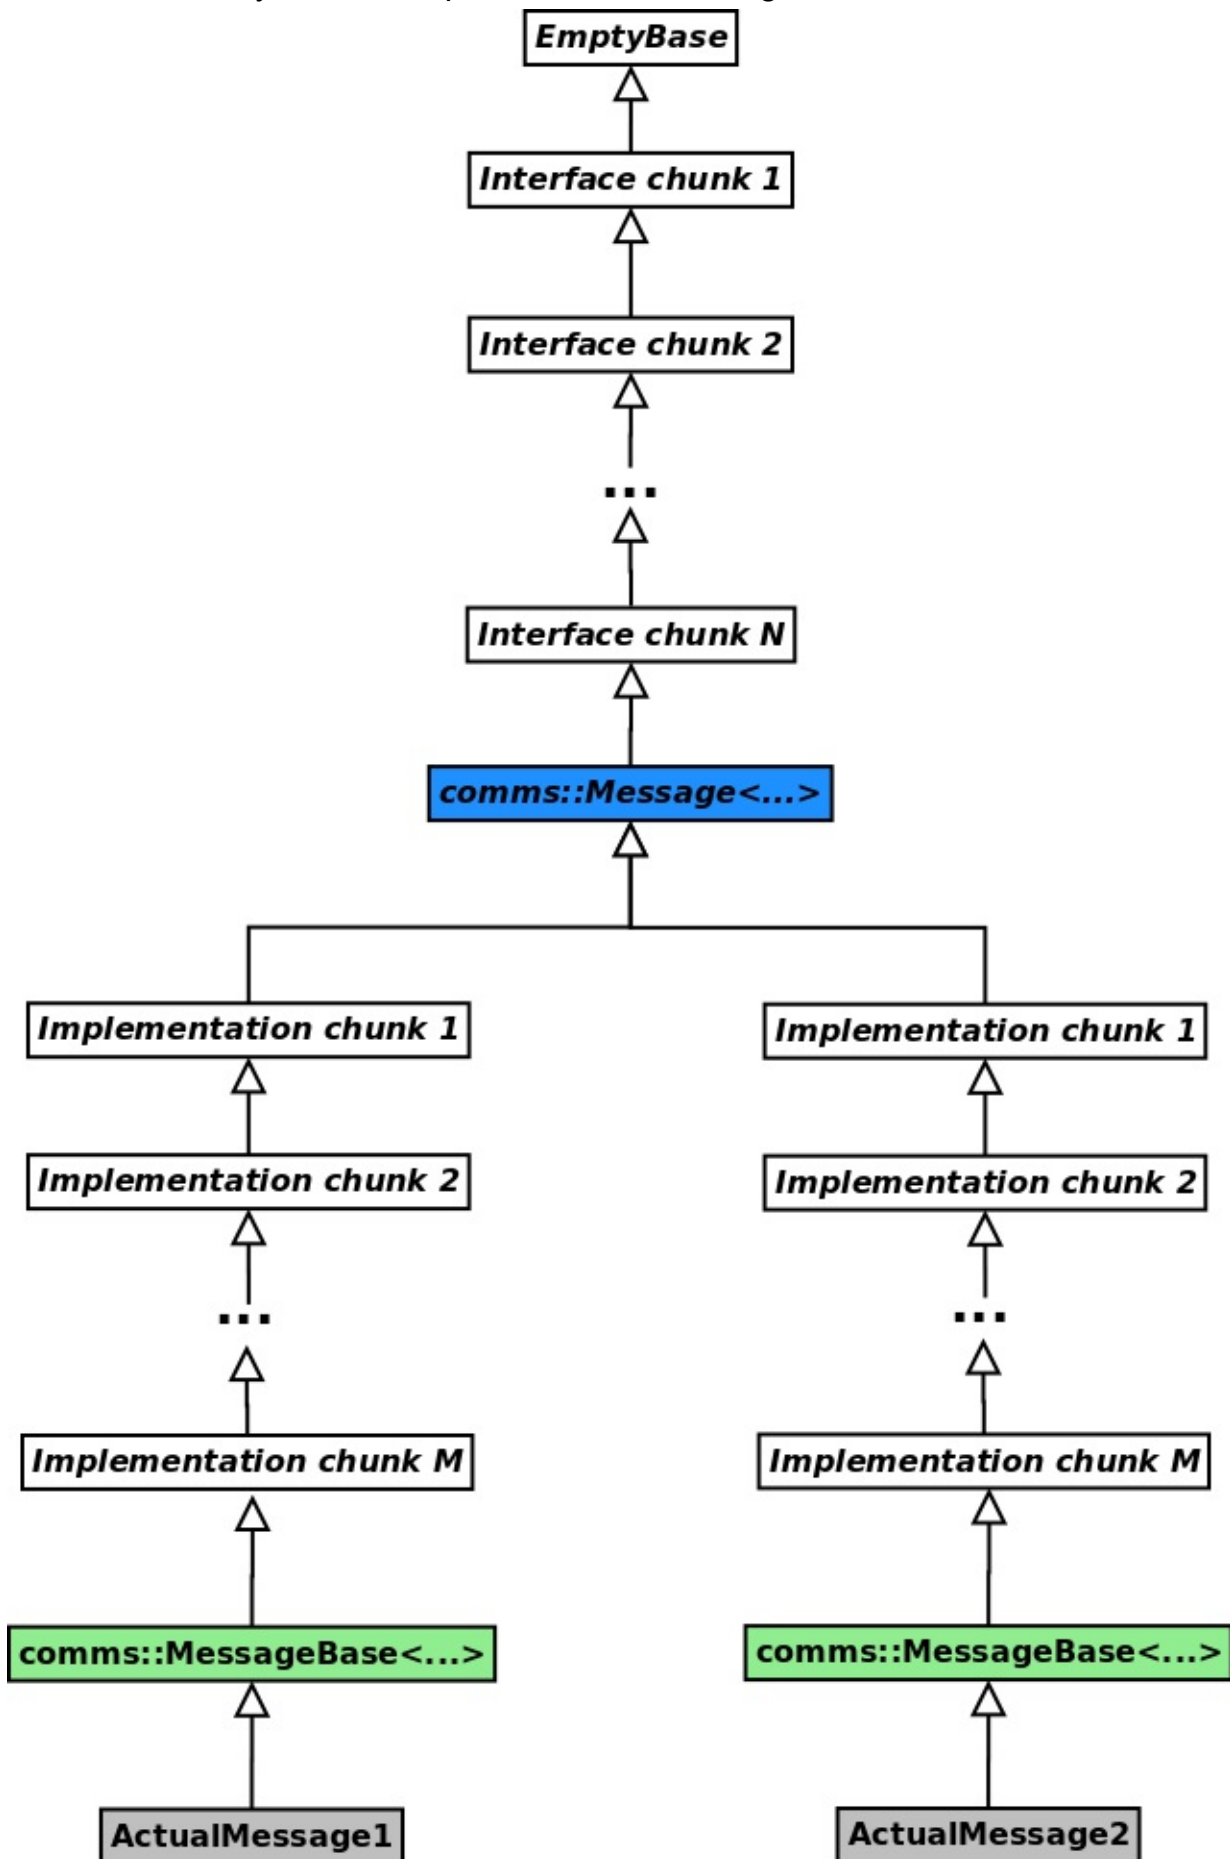 EmptyBase
Interface chunk 1
Interface chunk 2
...
Interface chunk N
comms::Message<...>
Implementation chunk 1
Implementation chunk 1
Implementation chunk 2
Implementation chunk 2
...
...
Implementation chunk M
Implementation chunk M
comms::MessageBase<...>
comms::MessageBase<...>
ActualMessage1
ActualMessage2